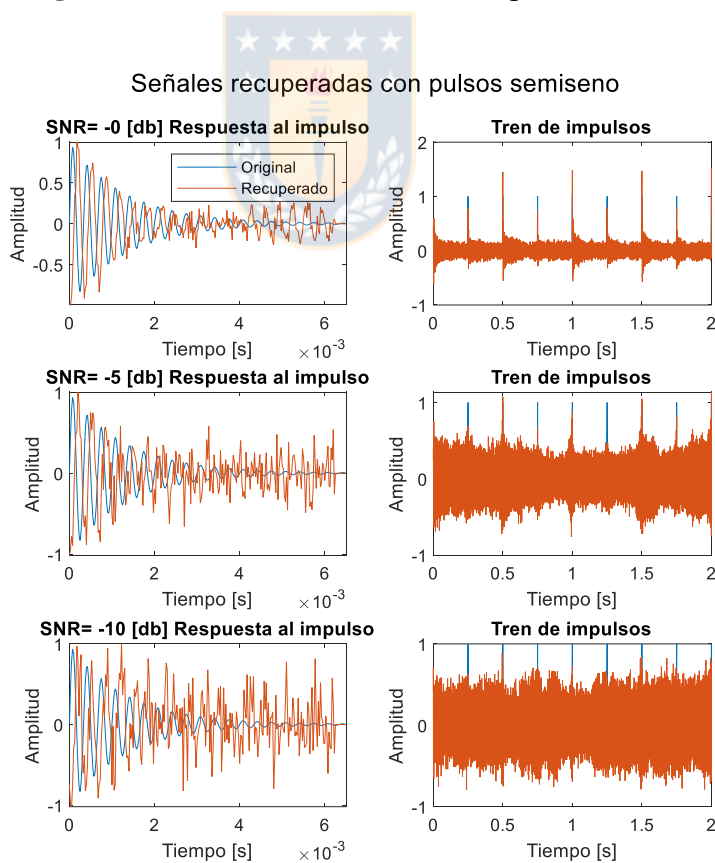 Señales recuperadas con pulsos semiseno
SNR= -0 [db] Respuesta al impulso
Amplitud
1
0.5
0
-0.5
Original
Recuperado
0
2
4
6
Tiempo [s]
×10-3
Tren de impulsos
Amplitud
2
1
0
-1
0
0.5
1
1.5
2
Tiempo [s]
SNR= -5 [db] Respuesta al impulso
Amplitud
1
0
-1
0
2
4
6
Tiempo [s]
×10-3
Tren de impulsos
Amplitud
1
0
-1
0
0.5
1
1.5
2
Tiempo [s]
SNR= -10 [db] Respuesta al impulso
Amplitud
1
0
-1
0
2
4
6
Tiempo [s]
×10-3
Tren de impulsos
Amplitud
1
0
-1
0
0.5
1
1.5
2
Tiempo [s]